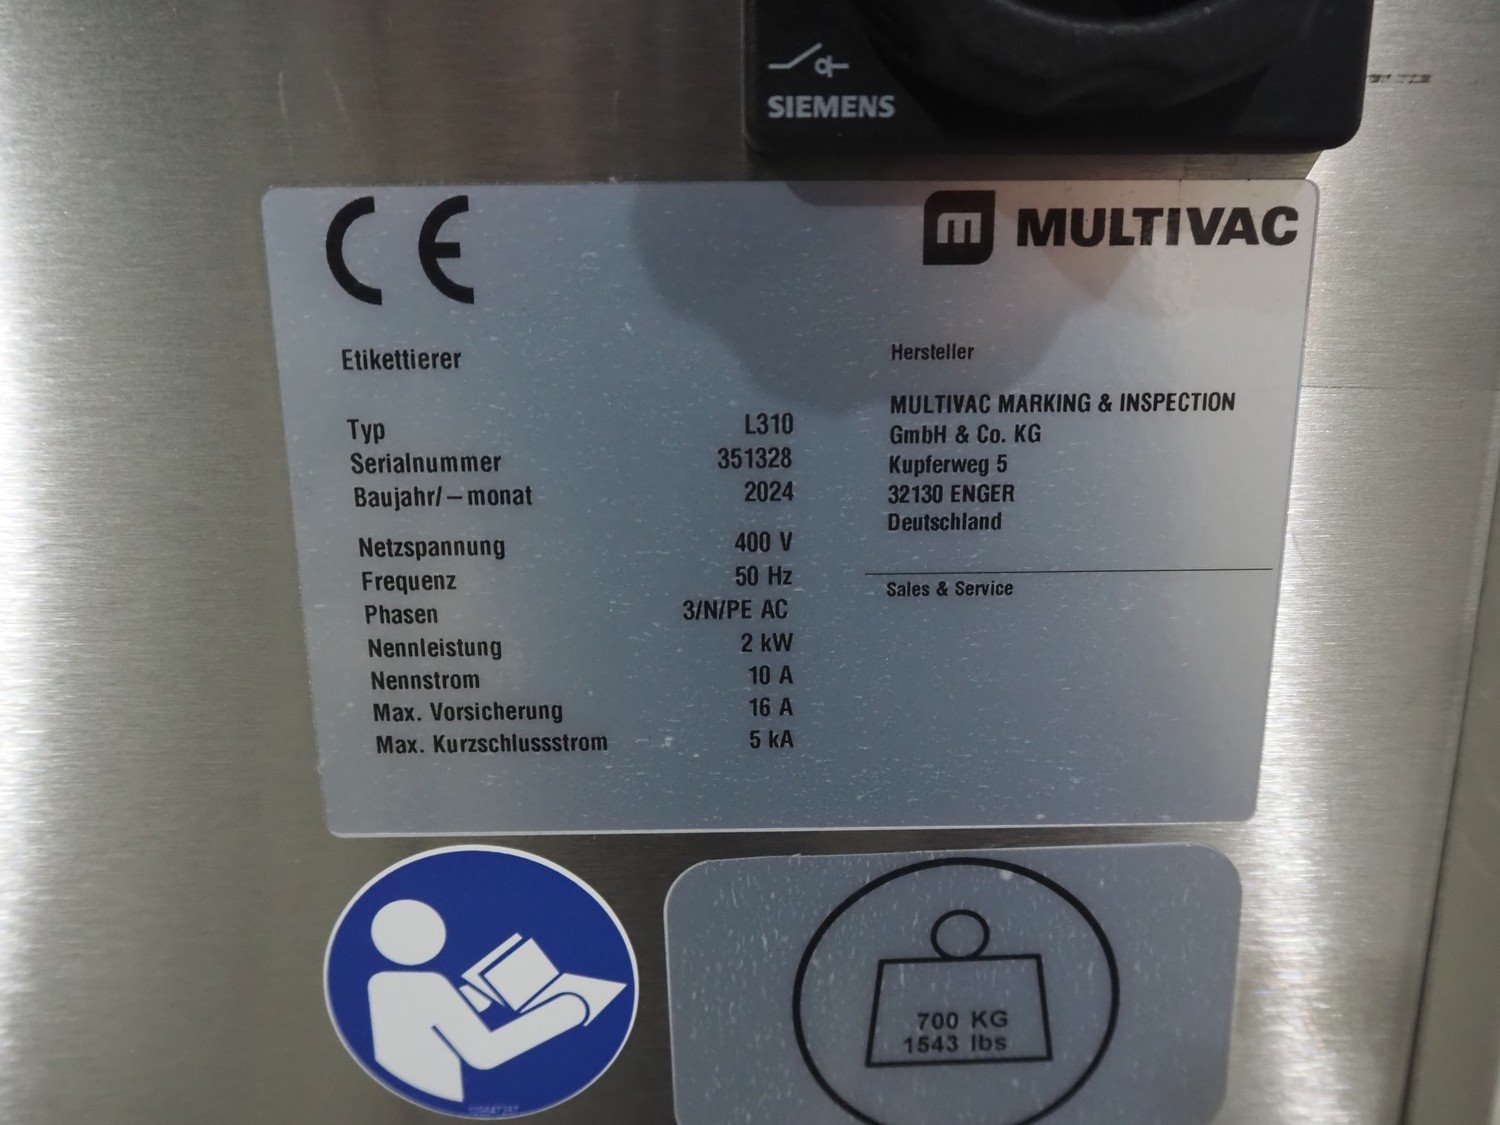 SIEMENS
CE
MULTIVAC
Etikettierer
Typ L310
Serialnummer 351328
Baujahr/–monat 2024
Netzspannung 400 V
Frequenz 50 Hz
Phasen 3/N/PE AC
Nennleistung 2 kW
Nennstrom 10 A
Max. Vorsicherung 16 A
Max. Kurzschlussstrom 5 kA
Hersteller
MULTIVAC MARKING & INSPECTION
GmbH & Co. KG
Kupferweg 5
32130 ENGER
Deutschland
Sales & Service
700 KG
1543 lbs